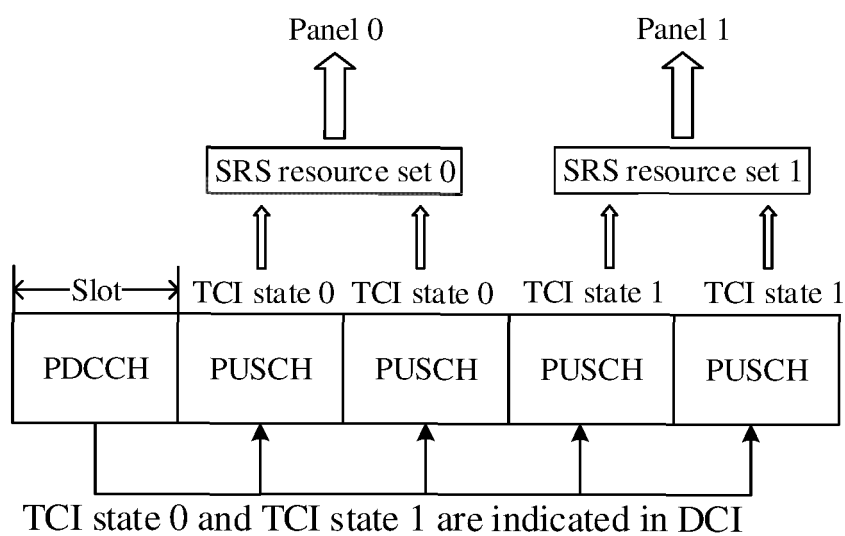 Panel 0 Panel 1
SRS resource set 0 SRS resource set 1
Slot TCI state 0 TCI state 0 TCI state 1 TCI state 1
PDCCH PUSCH PUSCH PUSCH PUSCH
TCI state 0 and TCI state 1 are indicated in DCI